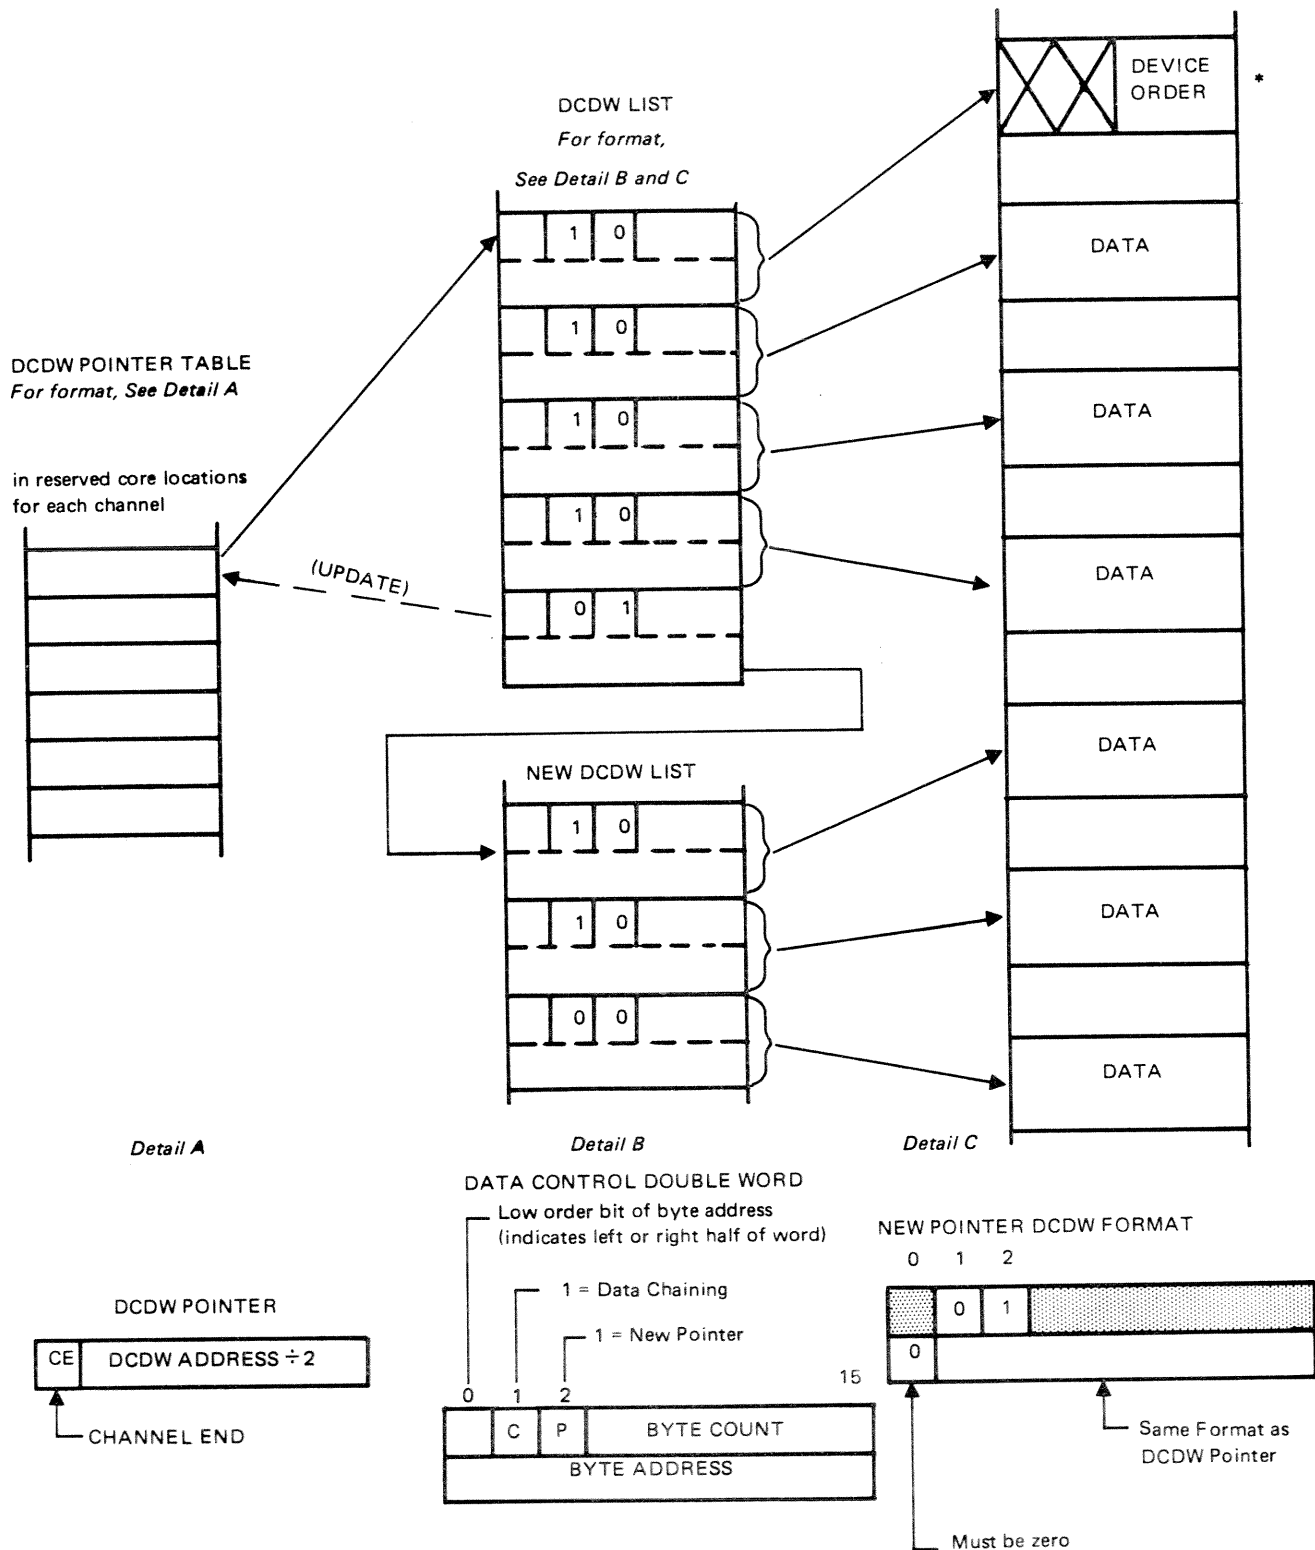 DEVICE
ORDER
*
DCDW LIST
For format,
See Detail B and C
1 0
1 0
1 0
1 0
0 1
DATA
DATA
DATA
DATA
DATA
DATA
DCDW POINTER TABLE
For format, See Detail A
in reserved core locations
for each channel
(UPDATE)
NEW DCDW LIST
1 0
1 0
0 0
Detail A
DCDW POINTER
CE DCDW ADDRESS ÷ 2
CHANNEL END
Detail B
DATA CONTROL DOUBLE WORD
Low order bit of byte address
(indicates left or right half of word)
1 = Data Chaining
1 = New Pointer
0 1 2 15
C P BYTE COUNT
BYTE ADDRESS
Detail C
NEW POINTER DCDW FORMAT
0 1 2
0 1
0
Same Format as
DCDW Pointer
Must be zero